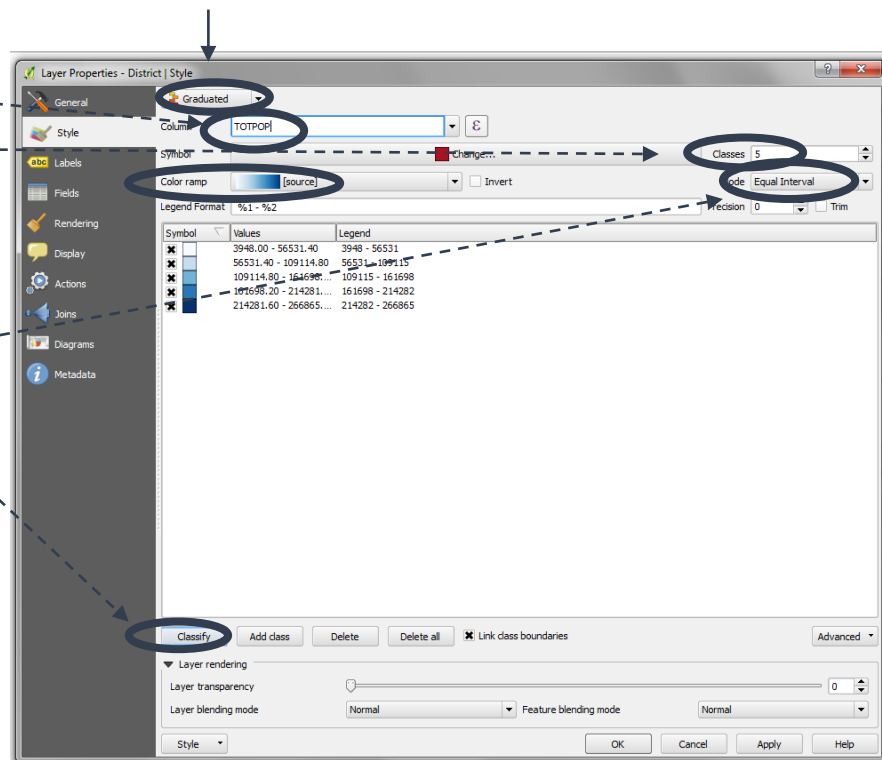 Layer Properties - District | Style
General
Graduated
Style
Column TOTPOP ε
abc Labels
Symbol Change... Classes 5
Fields
Color ramp [source] Invert Mode Equal Interval
Legend Format %1 - %2 Precision 0 Trim
Rendering
Symbol Values Legend
3948.00 - 56531.40 3948 - 56531
Display
56531.40 - 109114.80 56531 - 109115
109114.80 - 161698.... 109115 - 161698
Actions
161698.20 - 214281.... 161698 - 214282
214281.60 - 266865.... 214282 - 266865
Joins
Diagrams
Metadata
Classify Add class Delete Delete all Link class boundaries Advanced
Layer rendering
Layer transparency 0
Layer blending mode Normal Feature blending mode Normal
Style OK Cancel Apply Help